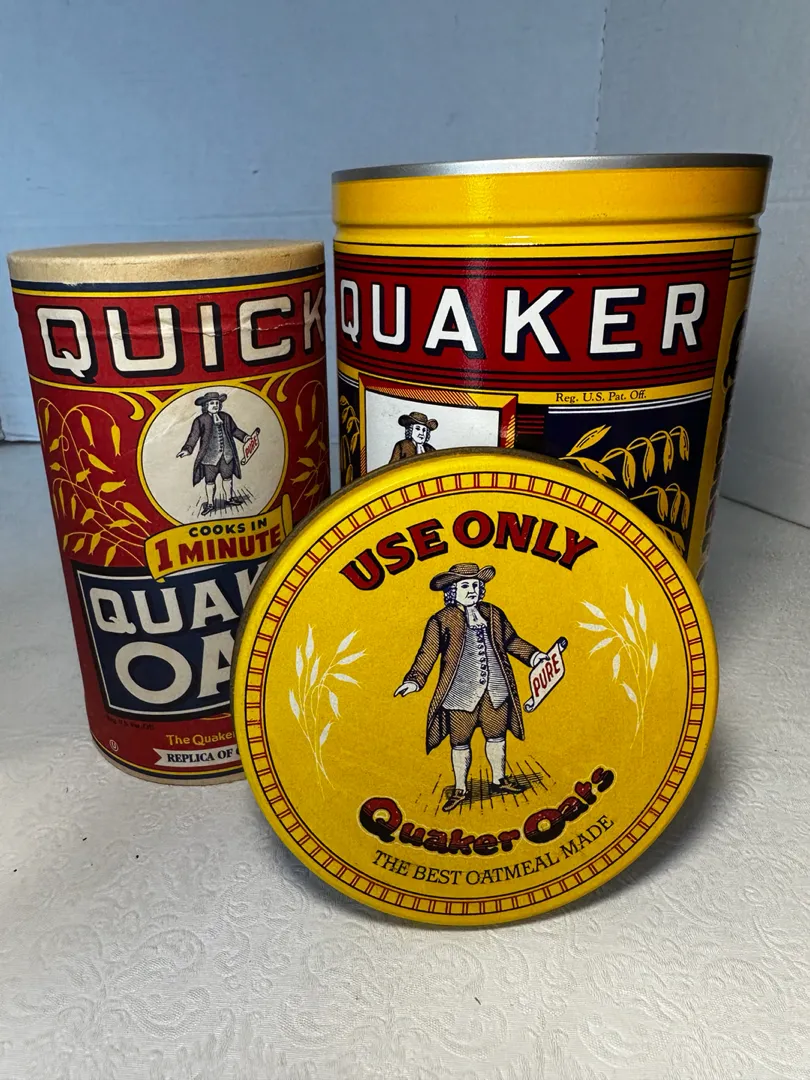 QUICK
PURE
COOKS IN
1 MINUTE
QUAK
OA
The Quaker
REPLICA OF
QUAKER
Reg. U.S. Pat. Off.
USE ONLY
PURE
Quaker Oats
THE BEST OATMEAL MADE